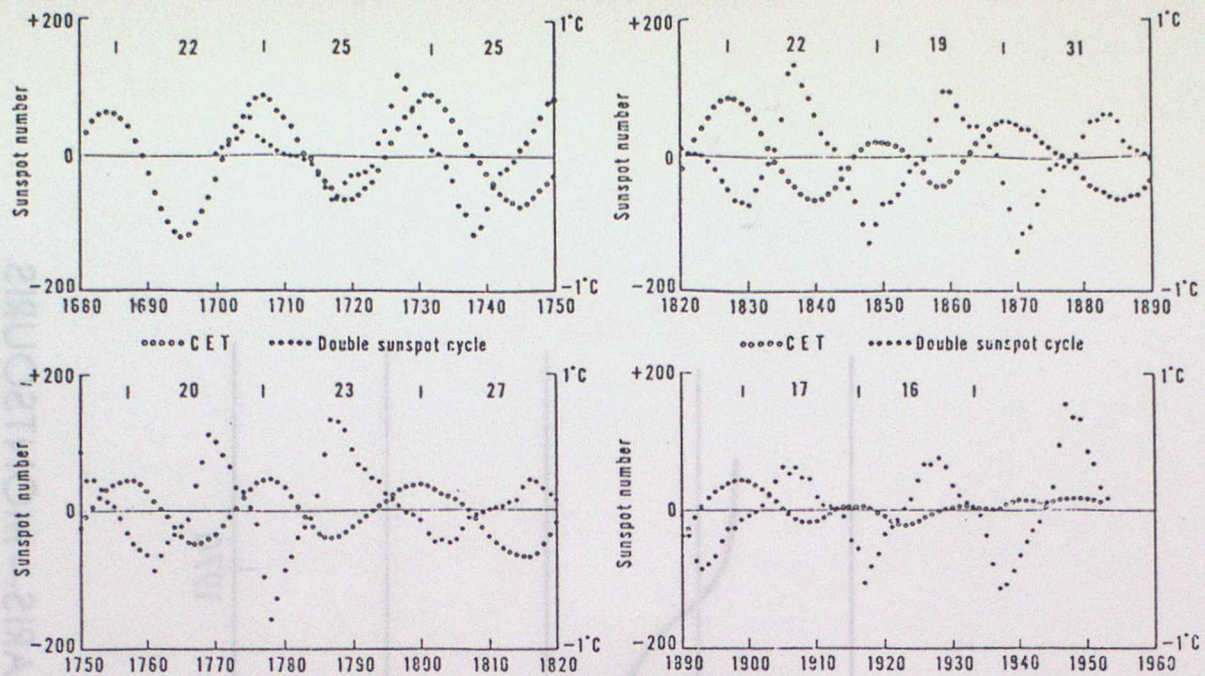 +200 1°C
22 25 25
Sunspot number
0
-200 -1°C
1660 1690 1700 1710 1720 1730 1740 1750
+200 1°C
22 19 31
Sunspot number
0
-200 -1°C
1820 1830 1840 1850 1860 1870 1880 1890
CET Double sunspot cycle
CET Double sunspot cycle
+200 1°C
20 23 27
Sunspot number
0
-200 -1°C
1750 1760 1770 1780 1790 1800 1810 1820
+200 1°C
17 16
Sunspot number
0
-200 -1°C
1890 1900 1910 1920 1930 1940 1950 1960
PARIS-MONTSOURIS